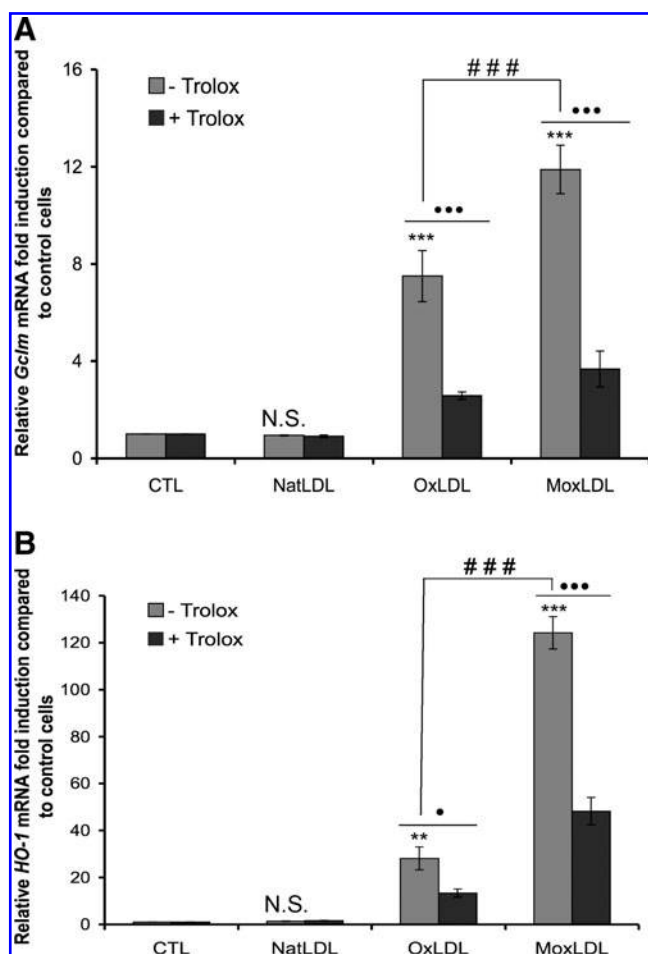 A
Relative Gclm mRNA fold induction compared
to control cells
16
12
8
4
0
- Trolox
+ Trolox
# # #
•••
***
•••
***
N.S.
CTL
NatLDL
OxLDL
MoxLDL
B
Relative HO-1 mRNA fold induction compared
to control cells
140
120
100
80
60
40
20
0
- Trolox
+ Trolox
# # #
•••
***
•
**
N.S.
CTL
NatLDL
OxLDL
MoxLDL